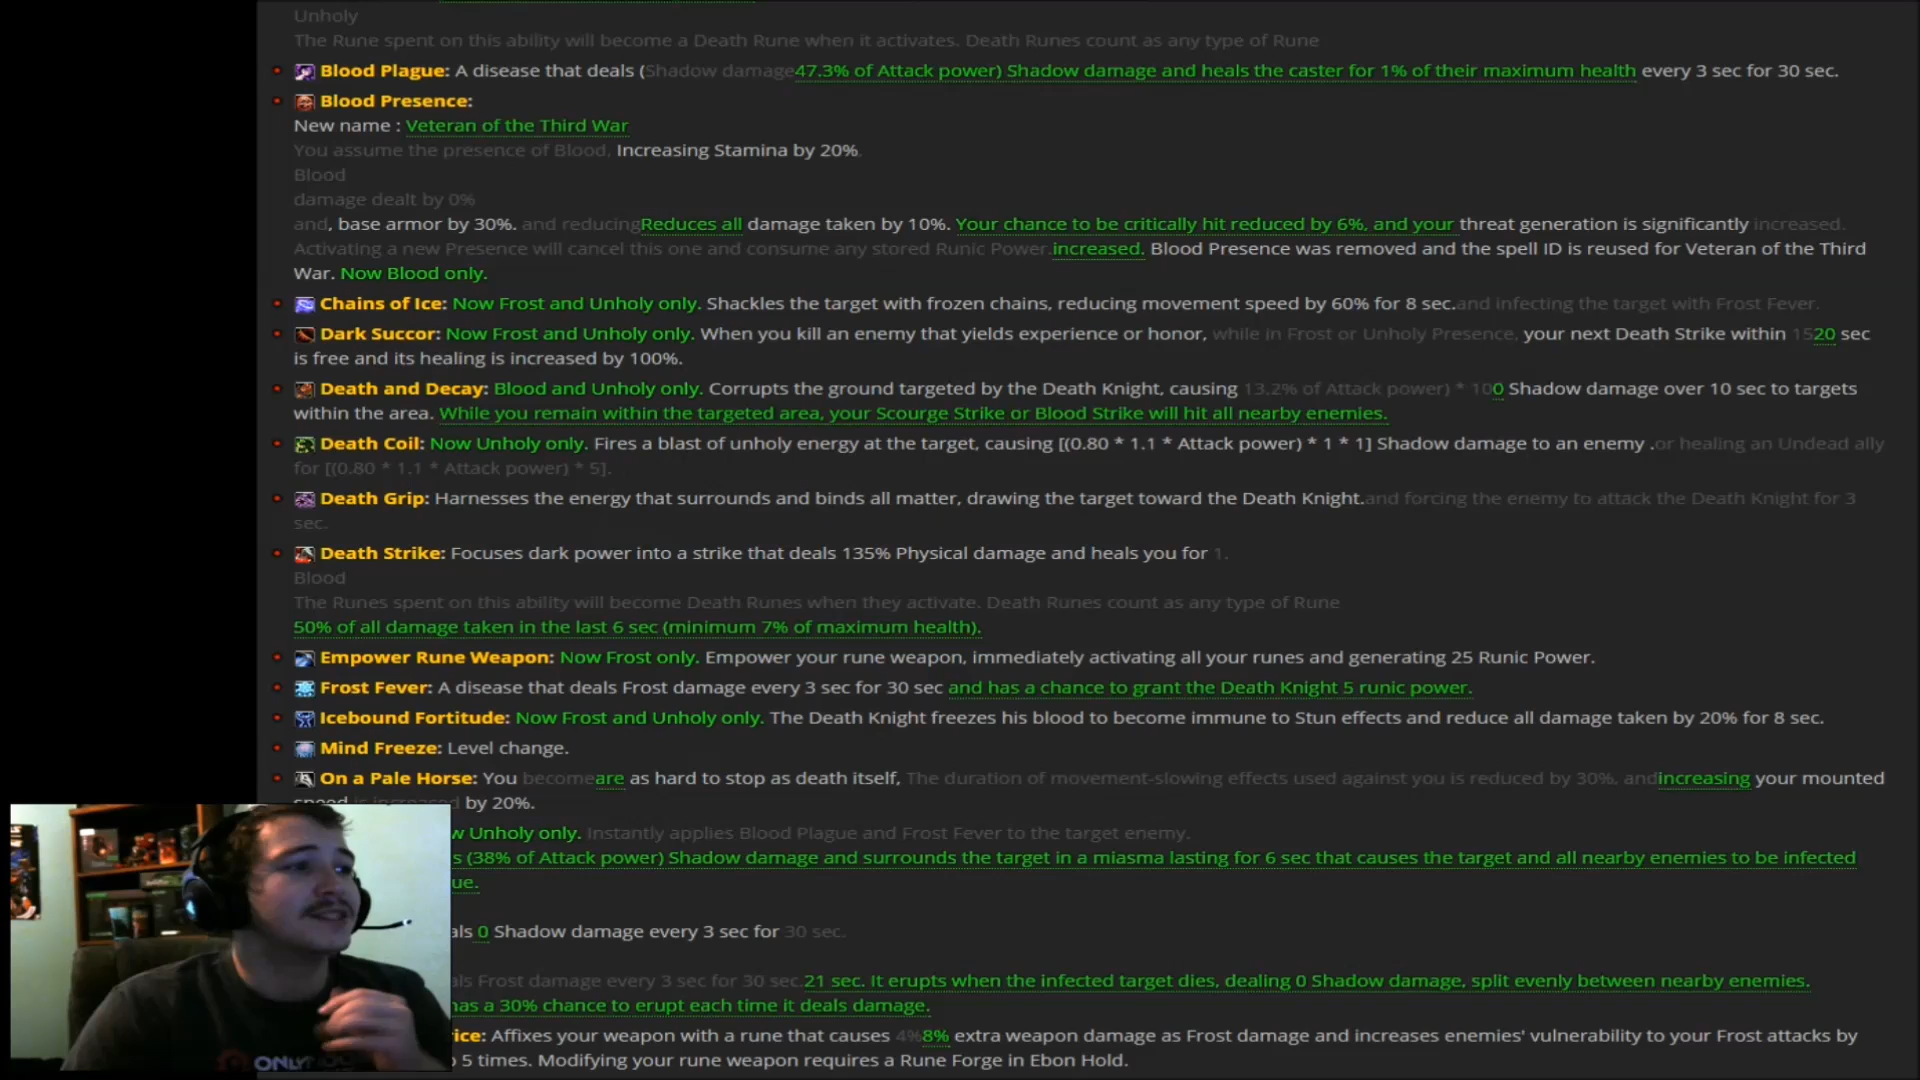 Unholy
The Rune spent on this ability will become a Death Rune when it activates. Death Runes count as any type of Rune
Blood Plague: A disease that deals (Shadow damage47.3% of Attack power) Shadow damage and heals the caster for 1% of their maximum health every 3 sec for 30 sec.
Blood Presence:
New name : Veteran of the Third War
You assume the presence of Blood, Increasing Stamina by 20%.
Blood
damage dealt by 0%
and, base armor by 30%. and reducingReduces all damage taken by 10%. Your chance to be critically hit reduced by 6%, and your threat generation is significantly increased.
Activating a new Presence will cancel this one and consume any stored Runic Power.increased. Blood Presence was removed and the spell ID is reused for Veteran of the Third
War. Now Blood only.
Chains of Ice: Now Frost and Unholy only. Shackles the target with frozen chains, reducing movement speed by 60% for 8 sec.and infecting the target with Frost Fever.
Dark Succor: Now Frost and Unholy only. When you kill an enemy that yields experience or honor, while in Frost or Unholy Presence, your next Death Strike within 1520 sec
is free and its healing is increased by 100%.
Death and Decay: Blood and Unholy only. Corrupts the ground targeted by the Death Knight, causing 13.2% of Attack power) * 100 Shadow damage over 10 sec to targets
within the area. While you remain within the targeted area, your Scourge Strike or Blood Strike will hit all nearby enemies.
Death Coil: Now Unholy only. Fires a blast of unholy energy at the target, causing [(0.80 * 1.1 * Attack power) * 1 * 1] Shadow damage to an enemy .or healing an Undead ally
for [(0.80 * 1.1 * Attack power) * 5].
Death Grip: Harnesses the energy that surrounds and binds all matter, drawing the target toward the Death Knight.and forcing the enemy to attack the Death Knight for 3
sec.
Death Strike: Focuses dark power into a strike that deals 135% Physical damage and heals you for 1.
Blood
The Runes spent on this ability will become Death Runes when they activate. Death Runes count as any type of Rune
50% of all damage taken in the last 6 sec (minimum 7% of maximum health).
Empower Rune Weapon: Now Frost only. Empower your rune weapon, immediately activating all your runes and generating 25 Runic Power.
Frost Fever: A disease that deals Frost damage every 3 sec for 30 sec and has a chance to grant the Death Knight 5 runic power.
Icebound Fortitude: Now Frost and Unholy only. The Death Knight freezes his blood to become immune to Stun effects and reduce all damage taken by 20% for 8 sec.
Mind Freeze: Level change.
On a Pale Horse: You becomeare as hard to stop as death itself, The duration of movement-slowing effects used against you is reduced by 30%, andincreasing your mounted
speed is increased by 20%.
w Unholy only. Instantly applies Blood Plague and Frost Fever to the target enemy.
s (38% of Attack power) Shadow damage and surrounds the target in a miasma lasting for 6 sec that causes the target and all nearby enemies to be infected
ue.
als 0 Shadow damage every 3 sec for 30 sec.
als Frost damage every 3 sec for 30 sec.21 sec. It erupts when the infected target dies, dealing 0 Shadow damage, split evenly between nearby enemies.
has a 30% chance to erupt each time it deals damage.
rice: Affixes your weapon with a rune that causes 4%8% extra weapon damage as Frost damage and increases enemies' vulnerability to your Frost attacks by
5 times. Modifying your rune weapon requires a Rune Forge in Ebon Hold.